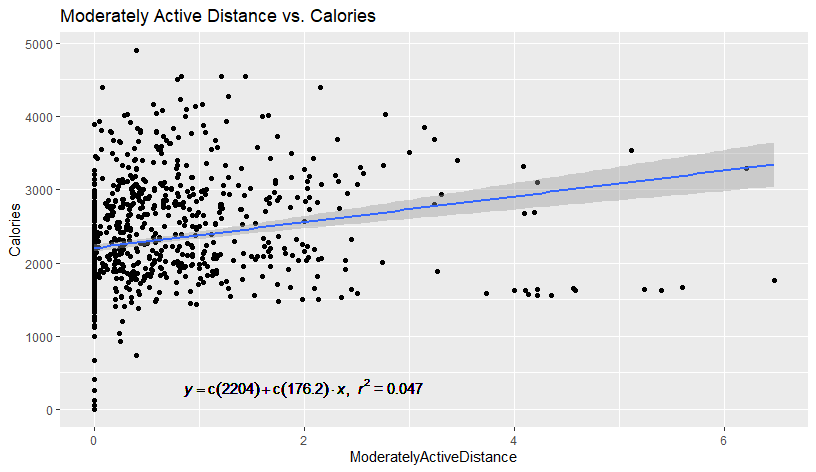 Moderately Active Distance vs. Calories
5000
4000
3000
2000
1000
0
Calories
y = c(2204) + c(176.2) · x, r² = 0.047
0 2 4 6
ModeratelyActiveDistance